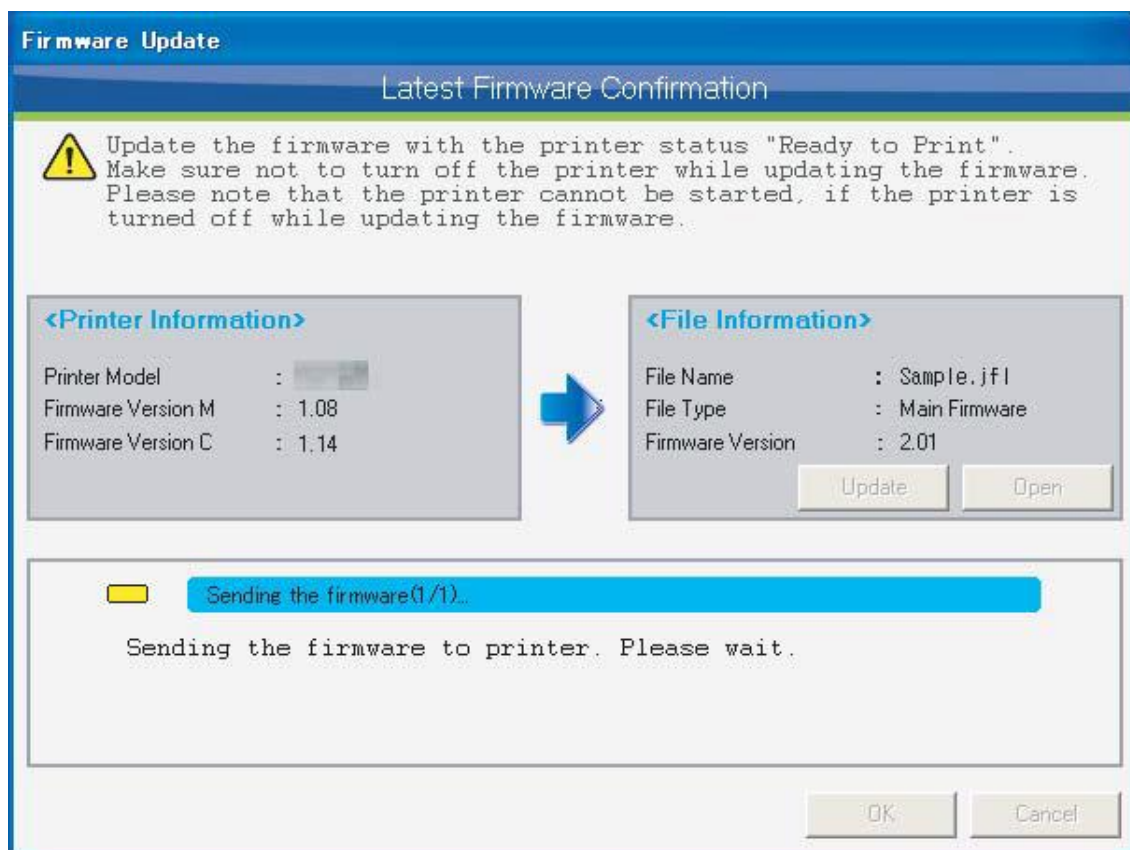 Firmware Update
Latest Firmware Confirmation
Update the firmware with the printer status "Ready to Print".
Make sure not to turn off the printer while updating the firmware.
Please note that the printer cannot be started, if the printer is
turned off while updating the firmware.
<Printer Information>
Printer Model :
Firmware Version M : 1.08
Firmware Version C : 1.14
<File Information>
File Name : Sample.jfl
File Type : Main Firmware
Firmware Version : 2.01
Update Open
Sending the firmware(1/1)...
Sending the firmware to printer. Please wait.
OK Cancel